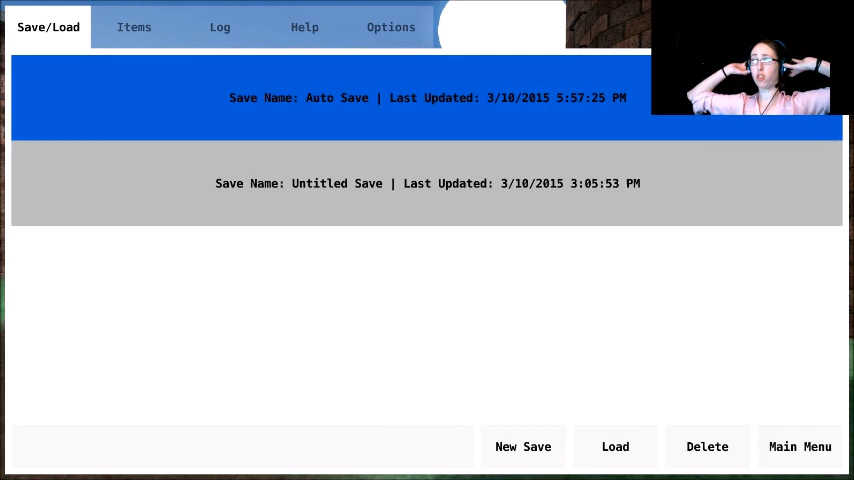 Save/Load Items Log Help Options
Save Name: Auto Save | Last Updated: 3/10/2015 5:57:25 PM
Save Name: Untitled Save | Last Updated: 3/10/2015 3:05:53 PM
New Save Load Delete Main Menu